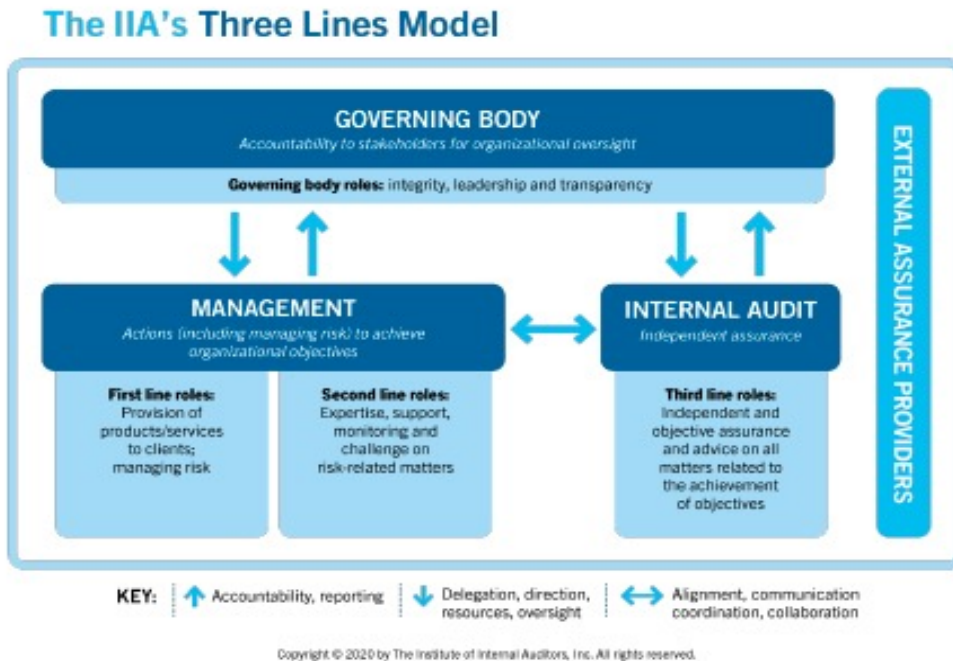 The IIA's Three Lines Model
GOVERNING BODY
Accountability to stakeholders for organizational oversight
Governing body roles: integrity, leadership and transparency
MANAGEMENT
Actions (including managing risk) to achieve
organizational objectives
First line roles:
Provision of
products/services
to clients;
managing risk
Second line roles:
Expertise, support,
monitoring and
challenge on
risk-related matters
INTERNAL AUDIT
Independent assurance
Third line roles:
Independent and
objective assurance
and advice on all
matters related to
the achievement
of objectives
EXTERNAL ASSURANCE PROVIDERS
KEY:
Accountability, reporting
Delegation, direction,
resources, oversight
Alignment, communication
coordination, collaboration
Copyright © 2020 by The Institute of Internal Auditors, Inc. All rights reserved.